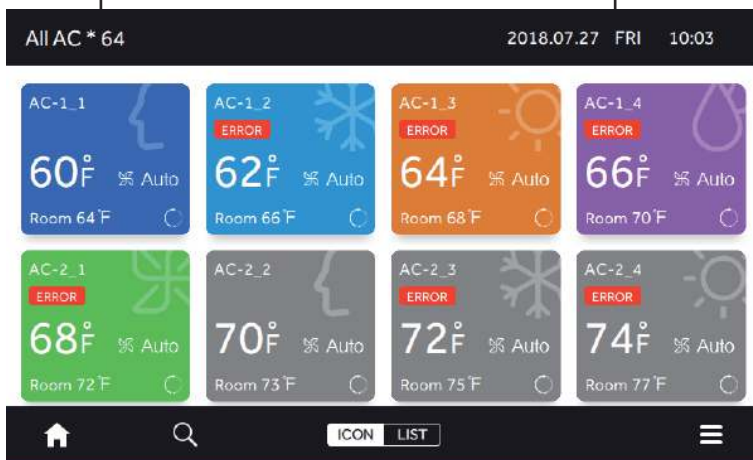 All AC * 64 2018.07.27 FRI 10:03
AC-1_1 AC-1_2 AC-1_3 AC-1_4
ERROR ERROR ERROR
60°F Auto 62°F Auto 64°F Auto 66°F Auto
Room 64°F Room 66°F Room 68°F Room 70°F
AC-2_1 AC-2_2 AC-2_3 AC-2_4
ERROR ERROR ERROR
68°F Auto 70°F Auto 72°F Auto 74°F Auto
Room 72°F Room 73°F Room 75°F Room 77°F
ICON LIST